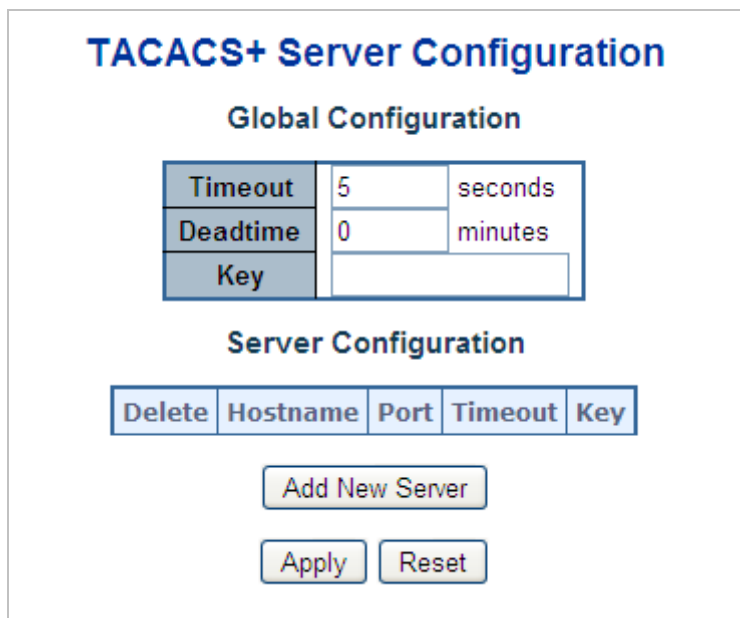 TACACS+ Server Configuration
Global Configuration
Timeout 5 seconds
Deadtime 0 minutes
Key
Server Configuration
Delete Hostname Port Timeout Key
Add New Server
Apply Reset